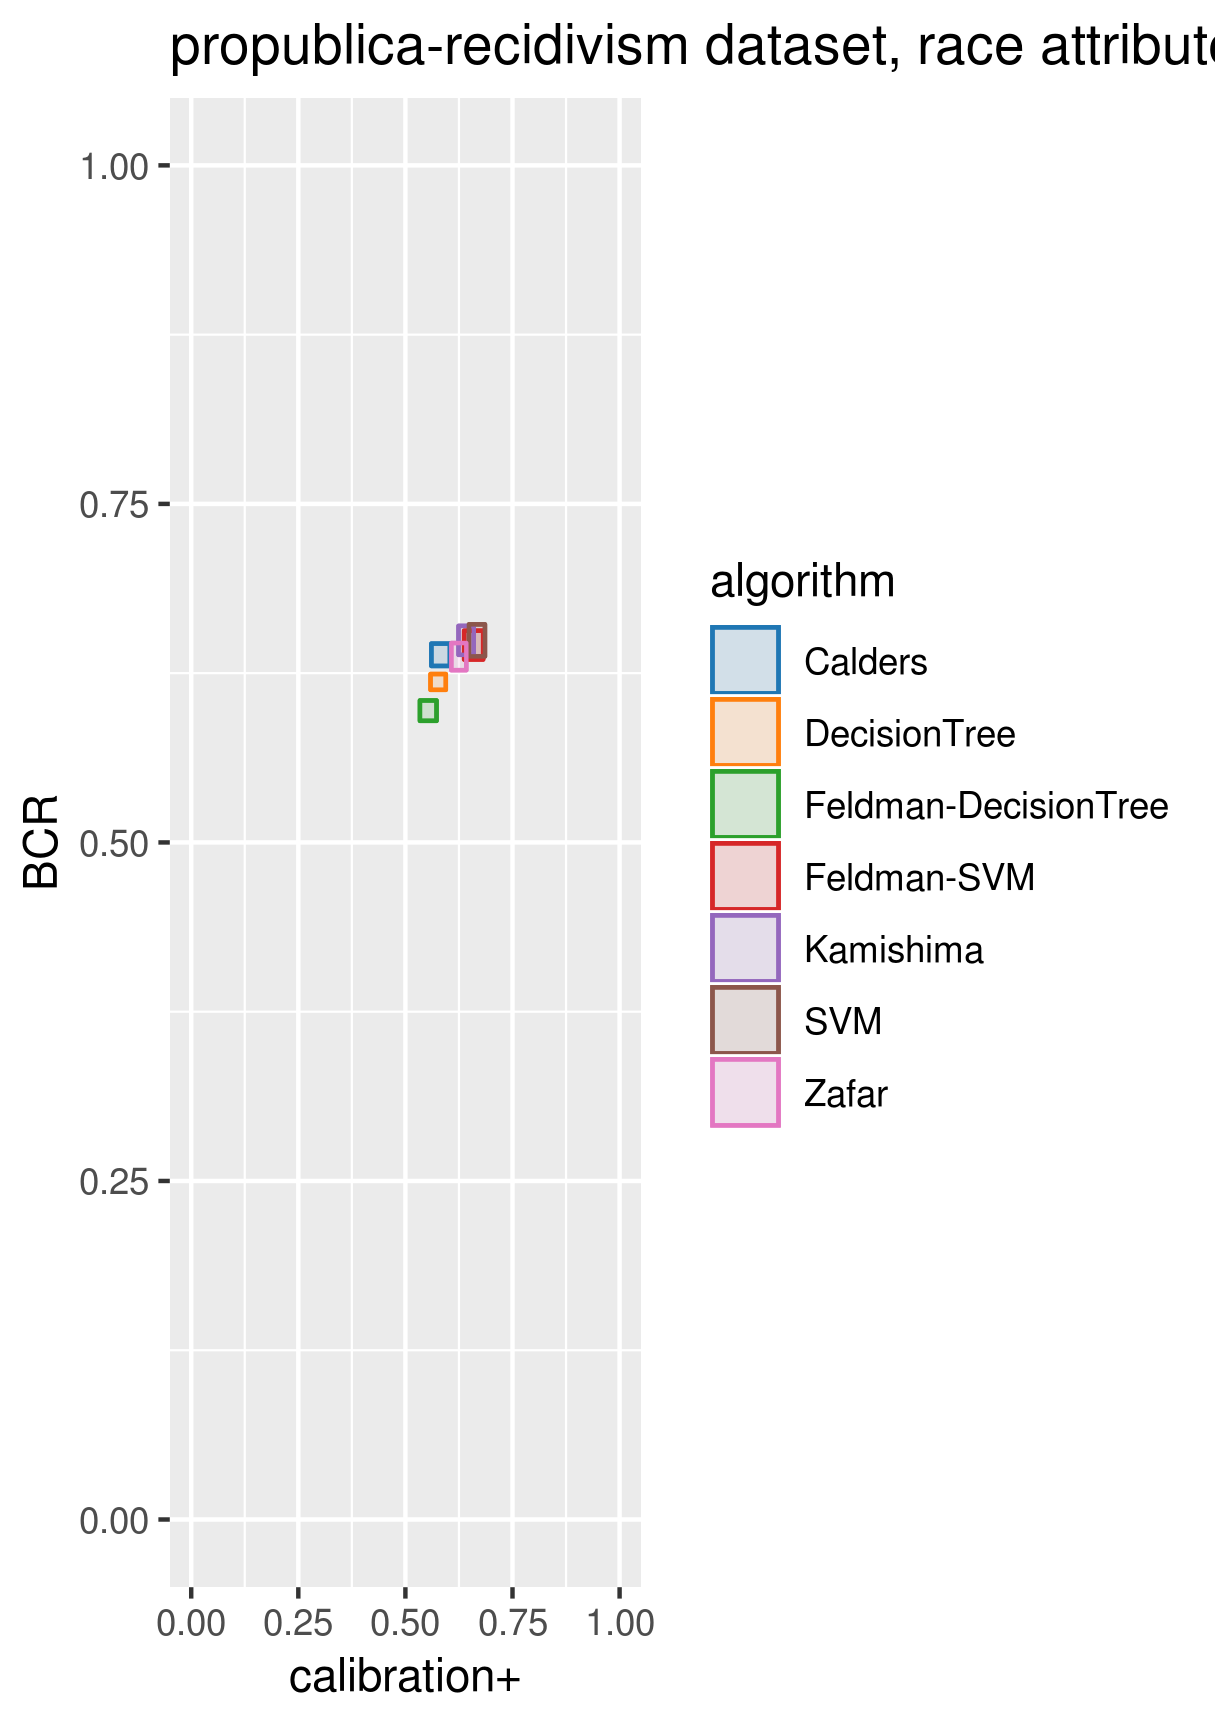 propublica-recidivism dataset, race attribute
1.00
0.75
0.50
0.25
0.00
BCR
0.00 0.25 0.50 0.75 1.00
calibration+
algorithm
Calders
DecisionTree
Feldman-DecisionTree
Feldman-SVM
Kamishima
SVM
Zafar